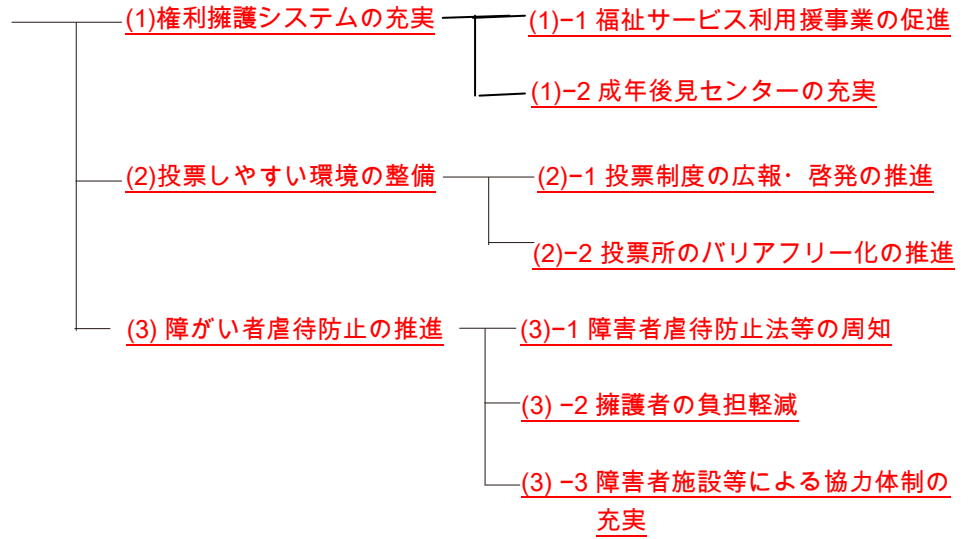 (1)権利擁護システムの充実
(1)−1 福祉サービス利用援事業の促進
(1)−2 成年後見センターの充実
(2)投票しやすい環境の整備
(2)−1 投票制度の広報・ 啓発の推進
(2)−2 投票所のバリアフリー化の推進
(3) 障がい者虐待防止の推進
(3)−1 障害者虐待防止法等の周知
(3) −2 擁護者の負担軽減
(3) −3 障害者施設等による協力体制の
充実